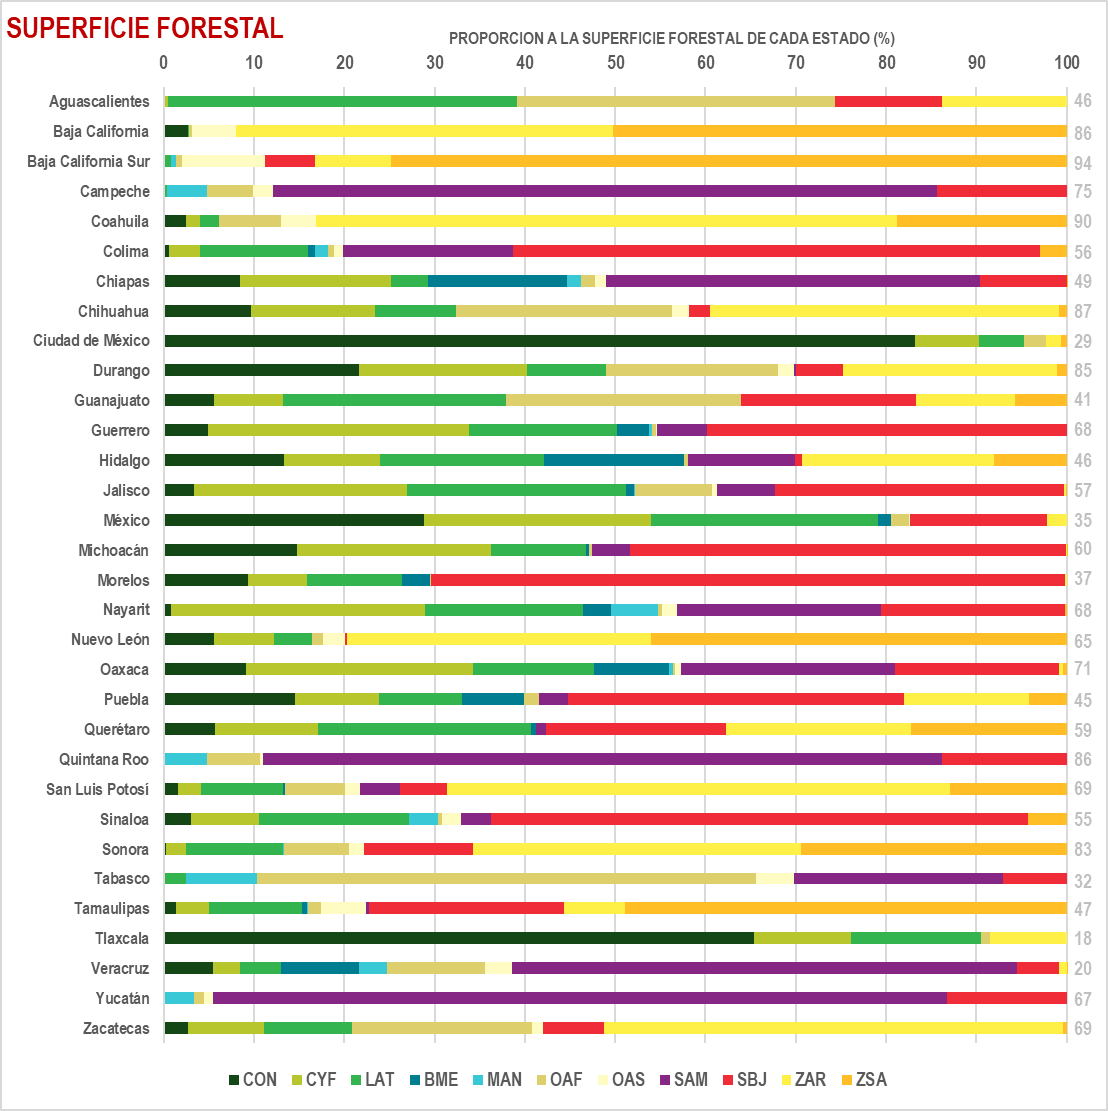 SUPERFICIE FORESTAL
PROPORCION A LA SUPERFICIE FORESTAL DE CADA ESTADO (%)
0 10 20 30 40 50 60 70 80 90 100
Aguascalientes 46
Baja California 86
Baja California Sur 94
Campeche 75
Coahuila 90
Colima 56
Chiapas 49
Chihuahua 87
Ciudad de México 29
Durango 85
Guanajuato 41
Guerrero 68
Hidalgo 46
Jalisco 57
México 35
Michoacán 60
Morelos 37
Nayarit 68
Nuevo León 65
Oaxaca 71
Puebla 45
Querétaro 59
Quintana Roo 86
San Luis Potosí 69
Sinaloa 55
Sonora 83
Tabasco 32
Tamaulipas 47
Tlaxcala 18
Veracruz 20
Yucatán 67
Zacatecas 69
CON CYF LAT BME MAN OAF OAS SAM SBJ ZAR ZSA